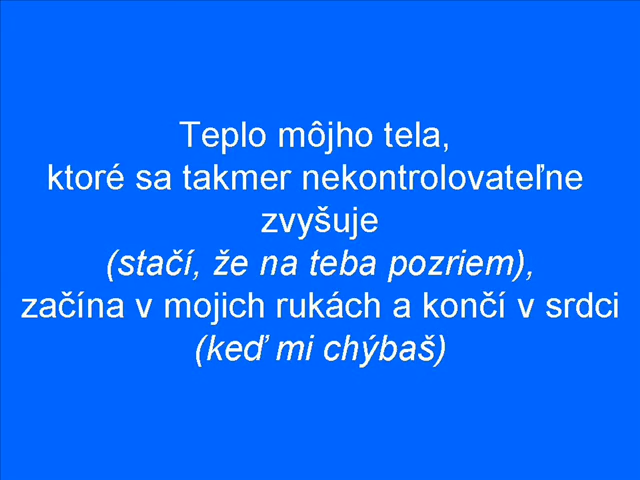 Teplo môjho tela,
ktoré sa takmer nekontrolovateľne
zvyšuje
(stačí, že na teba pozriem),
začína v mojich rukách a končí v srdci
(keď mi chýbaš)